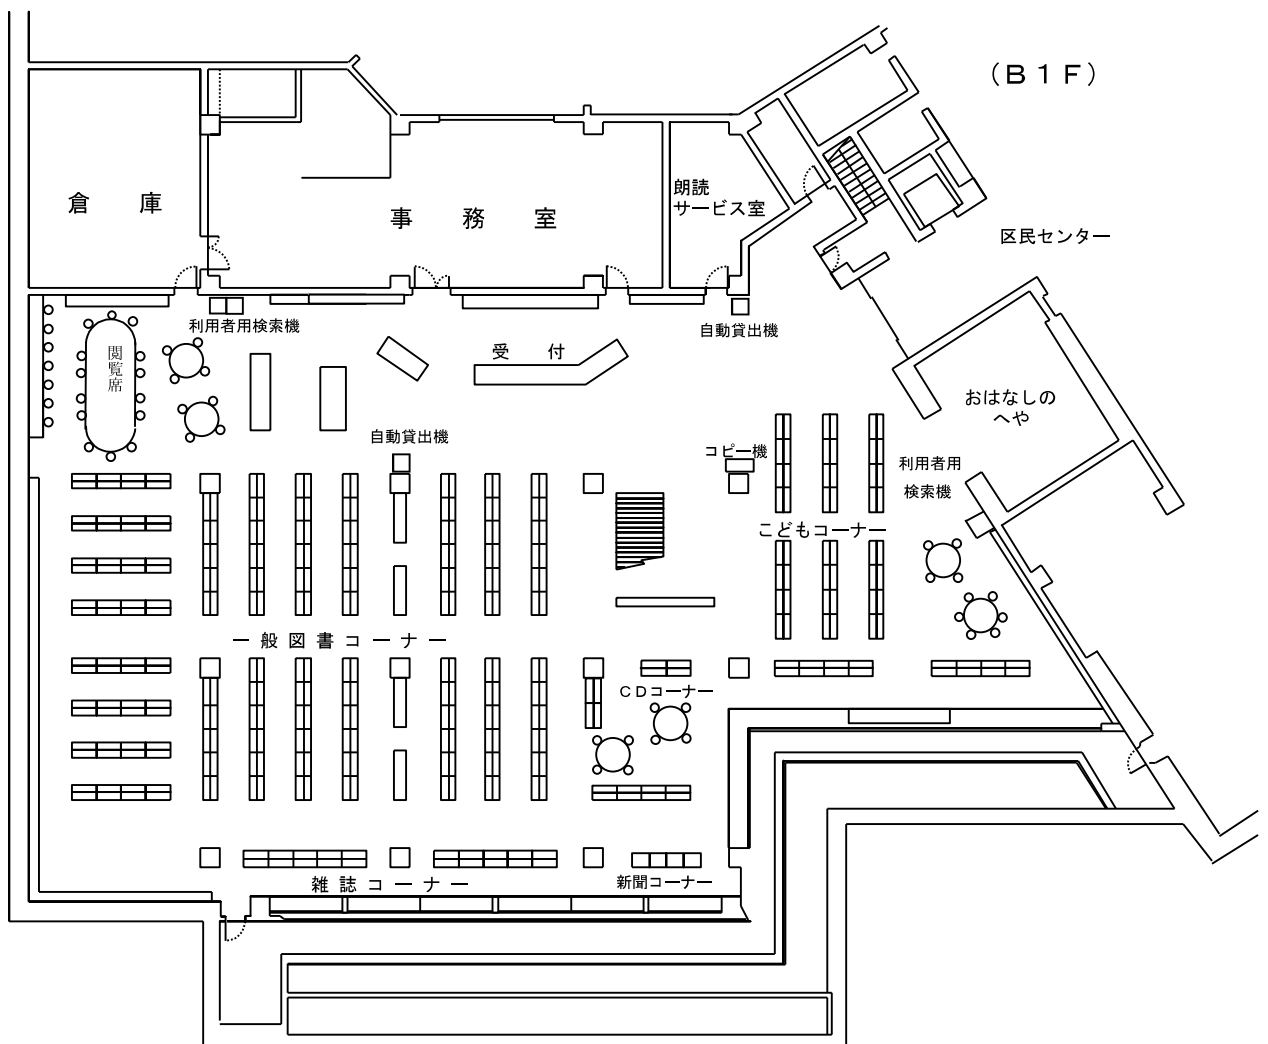 （Ｂ１Ｆ）
倉庫
事務室
朗読
サービス室
区民センター
利用者用検索機
自動貸出機
受付
閲覧席
おはなしの
へや
自動貸出機
コピー機
利用者用
検索機
こどもコーナー
一般図書コーナー
ＣＤコーナー
雑誌コーナー
新聞コーナー